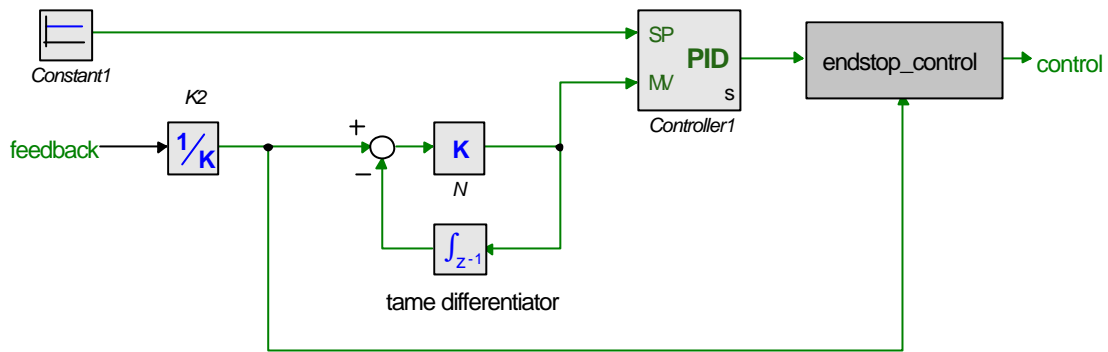 SP
PID
MV
s
endstop_control
control
Constant1
K2
Controller1
feedback
1/K
+
K
−
N
∫z-1
tame differentiator